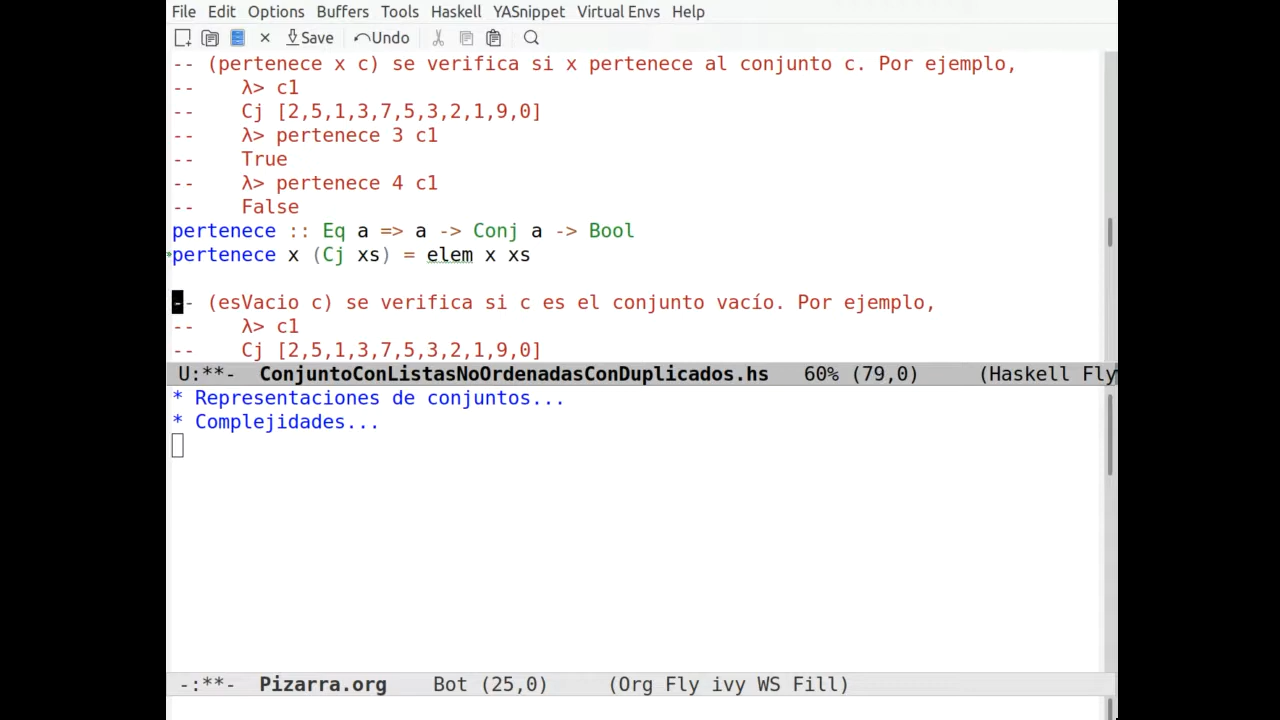 File Edit Options Buffers Tools Haskell YASnippet Virtual Envs Help
Save Undo
-- (pertenece x c) se verifica si x pertenece al conjunto c. Por ejemplo,
--    λ> c1
--    Cj [2,5,1,3,7,5,3,2,1,9,0]
--    λ> pertenece 3 c1
--    True
--    λ> pertenece 4 c1
--    False
pertenece :: Eq a => a -> Conj a -> Bool
pertenece x (Cj xs) = elem x xs
-- (esVacio c) se verifica si c es el conjunto vacío. Por ejemplo,
--    λ> c1
--    Cj [2,5,1,3,7,5,3,2,1,9,0]
U:**-  ConjuntoConListasNoOrdenadasConDuplicados.hs   60% (79,0)     (Haskell Fly
* Representaciones de conjuntos...
* Complejidades...
-:**-  Pizarra.org    Bot (25,0)     (Org Fly ivy WS Fill)